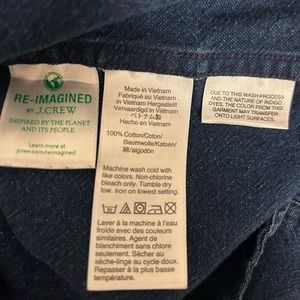 RE-IMAGINED
BY J.CREW
INSPIRED BY THE PLANET
AND ITS PEOPLE.
Learn more at
jcrew.com/reimagined
Made in Vietnam
Fabriqué au Vietnam
In Vietnam Hergestellt
Vervaardigd in Viëtnam
ベトナム製
Hecho en Vietnam
100% Cotton/Coton/
Baumwolle/Katoen/
綿/algodón
Machine wash cold with
like colors. Non-chlorine
bleach only. Tumble dry
low. Iron on lowest setting.
Laver à la machine à l'eau
froide avec des couleurs
similaires. Agent de
blanchiment sans chlore
seulement. Sécher au
sèche-linge au cycle doux.
Repasser à la plus basse
température.
DUE TO THIS WASH PROCESS
AND THE NATURE OF INDIGO
DYES, THE COLOR FROM THIS
GARMENT MAY TRANSFER
ONTO LIGHT SURFACES.